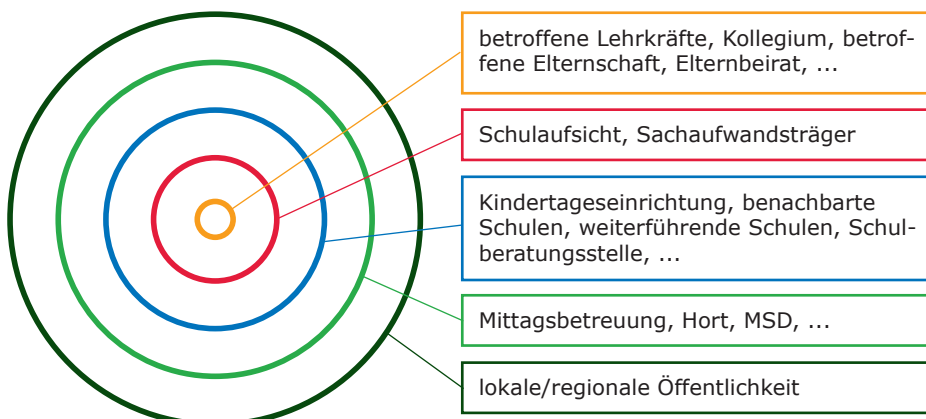 betroffene Lehrkräfte, Kollegium, betrof-
fene Elternschaft, Elternbeirat, ...
Schulaufsicht, Sachaufwandsträger
Kindertageseinrichtung, benachbarte
Schulen, weiterführende Schulen, Schul-
beratungsstelle, ...
Mittagsbetreuung, Hort, MSD, ...
lokale/regionale Öffentlichkeit